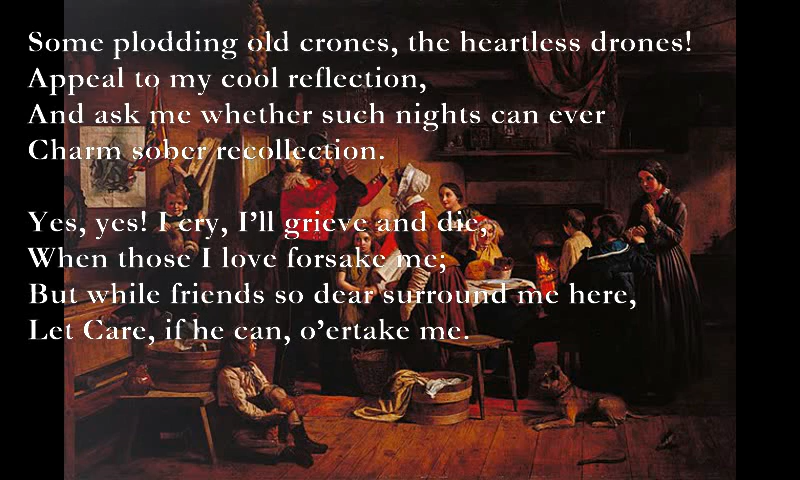 Some plodding old crones, the heartless drones!
Appeal to my cool reflection,
And ask me whether such nights can ever
Charm sober recollection.
Yes, yes! I cry, I'll grieve and die,
When those I love forsake me;
But while friends so dear surround me here,
Let Care, if he can, o'ertake me.